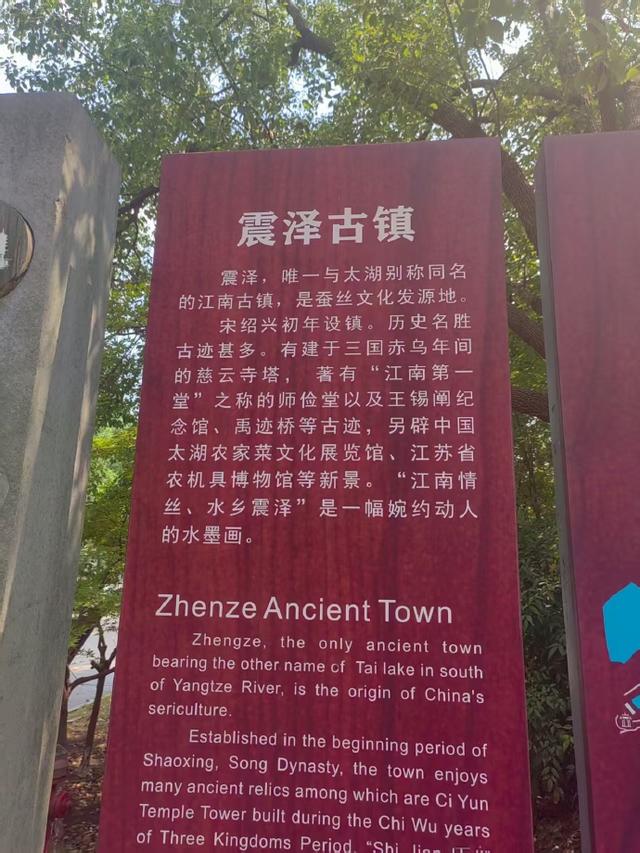 震泽古镇
震泽，唯一与太湖别称同名
的江南古镇，是蚕丝文化发源地。
宋绍兴初年设镇。历史名胜
古迹甚多。有建于三国赤乌年间
的慈云寺塔， 著有“江南第一
堂”之称的师俭堂以及王锡阐纪
念馆、禹迹桥等古迹，另辟中国
太湖农家菜文化展览馆、江苏省
农机具博物馆等新景。“江南情
丝、水乡震泽”是一幅婉约动人
的水墨画。
Zhenze Ancient Town
Zhengze, the only ancient town
bearing the other name of Tai lake in south
of Yangtze River, is the origin of China's
sericulture.
Established in the beginning period of
Shaoxing, Song Dynasty, the town enjoys
many ancient relics among which are Ci Yun
Temple Tower built during the Chi Wu years
of Three Kingdoms Period, “Shi Jian